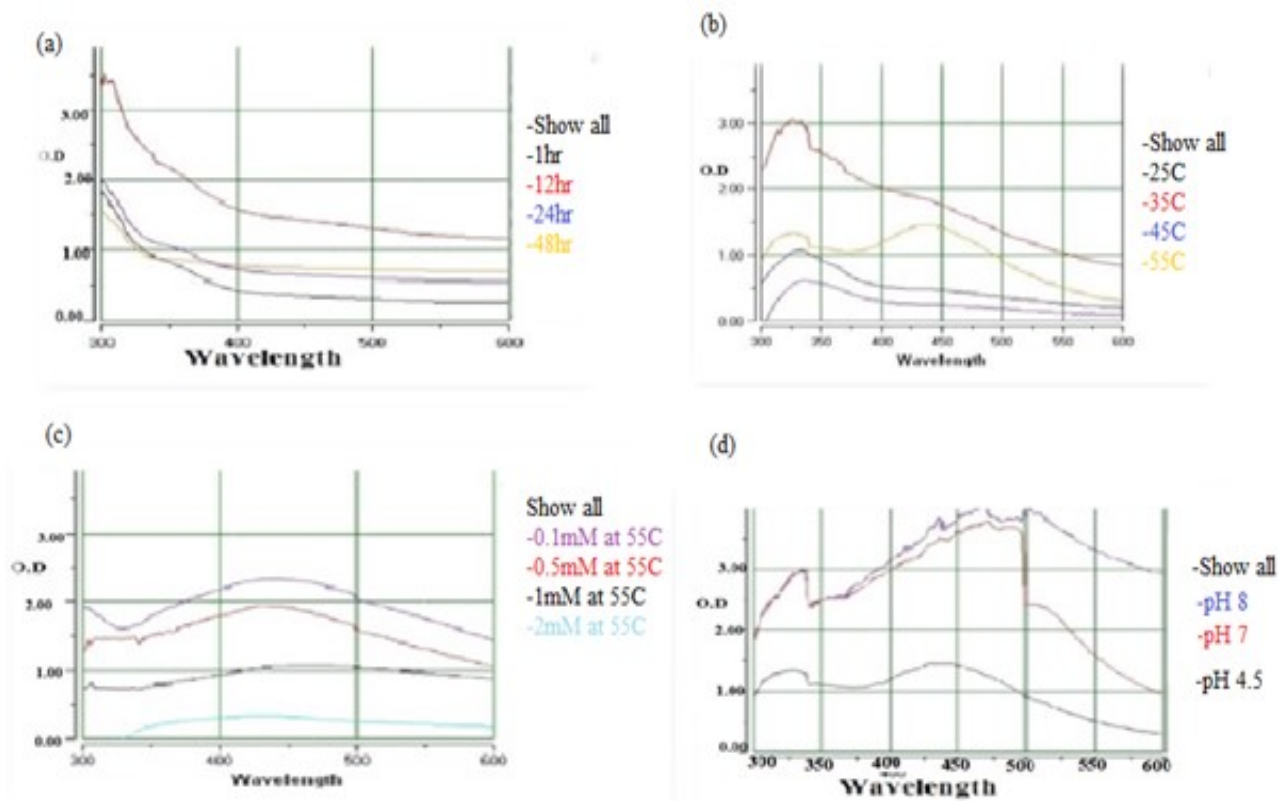 (a)
3.00
O.D
2.00
1.00
0.00
300 400 500 600
Wavelength
-Show all
-1hr
-12hr
-24hr
-48hr
(b)
3.00
O.D
2.00
1.00
0.00
300 350 400 450 500 550 600
Wavelength
-Show all
-25C
-35C
-45C
-55C
(c)
3.00
O.D
2.00
1.00
0.00
300 400 500 600
Wavelength
Show all
-0.1mM at 55C
-0.5mM at 55C
-1mM at 55C
-2mM at 55C
(d)
3.00
O.D
2.00
1.00
0.00
300 350 400 450 500 550 600
Wavelength
-Show all
-pH 8
-pH 7
-pH 4.5